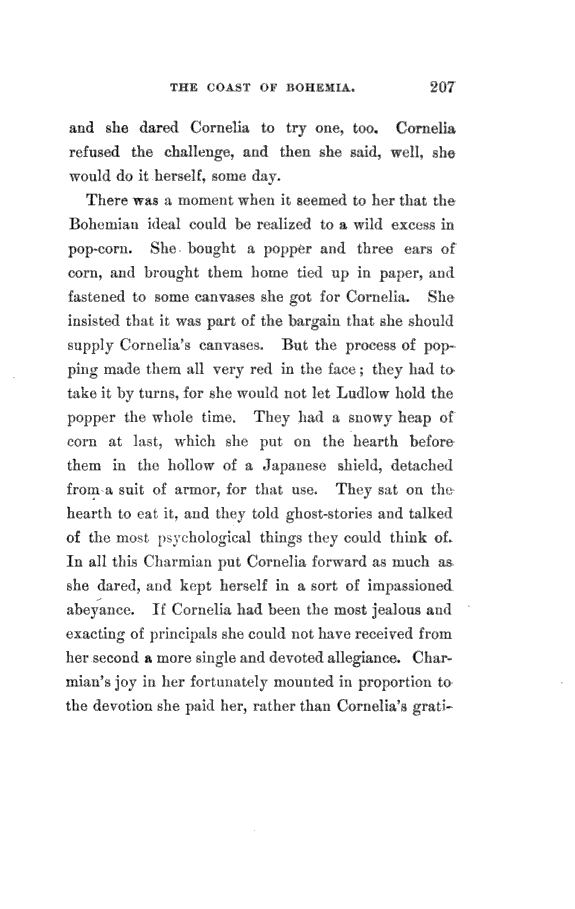 THE COAST OF BOHEMIA. 207
and she dared Cornelia to try one, too. Cornelia
refused the challenge, and then she said, well, she
would do it herself, some day.
There was a moment when it seemed to her that the
Bohemian ideal could be realized to a wild excess in
pop-corn. She bought a popper and three ears of
corn, and brought them home tied up in paper, and
fastened to some canvases she got for Cornelia. She
insisted that it was part of the bargain that she should
supply Cornelia's canvases. But the process of pop-
ping made them all very red in the face; they had to
take it by turns, for she would not let Ludlow hold the
popper the whole time. They had a snowy heap of
corn at last, which she put on the hearth before
them in the hollow of a Japanese shield, detached
from a suit of armor, for that use. They sat on the
hearth to eat it, and they told ghost-stories and talked
of the most psychological things they could think of.
In all this Charmian put Cornelia forward as much as
she dared, and kept herself in a sort of impassioned
abeyance. If Cornelia had been the most jealous and
exacting of principals she could not have received from
her second a more single and devoted allegiance. Char-
mian's joy in her fortunately mounted in proportion to
the devotion she paid her, rather than Cornelia's grati-